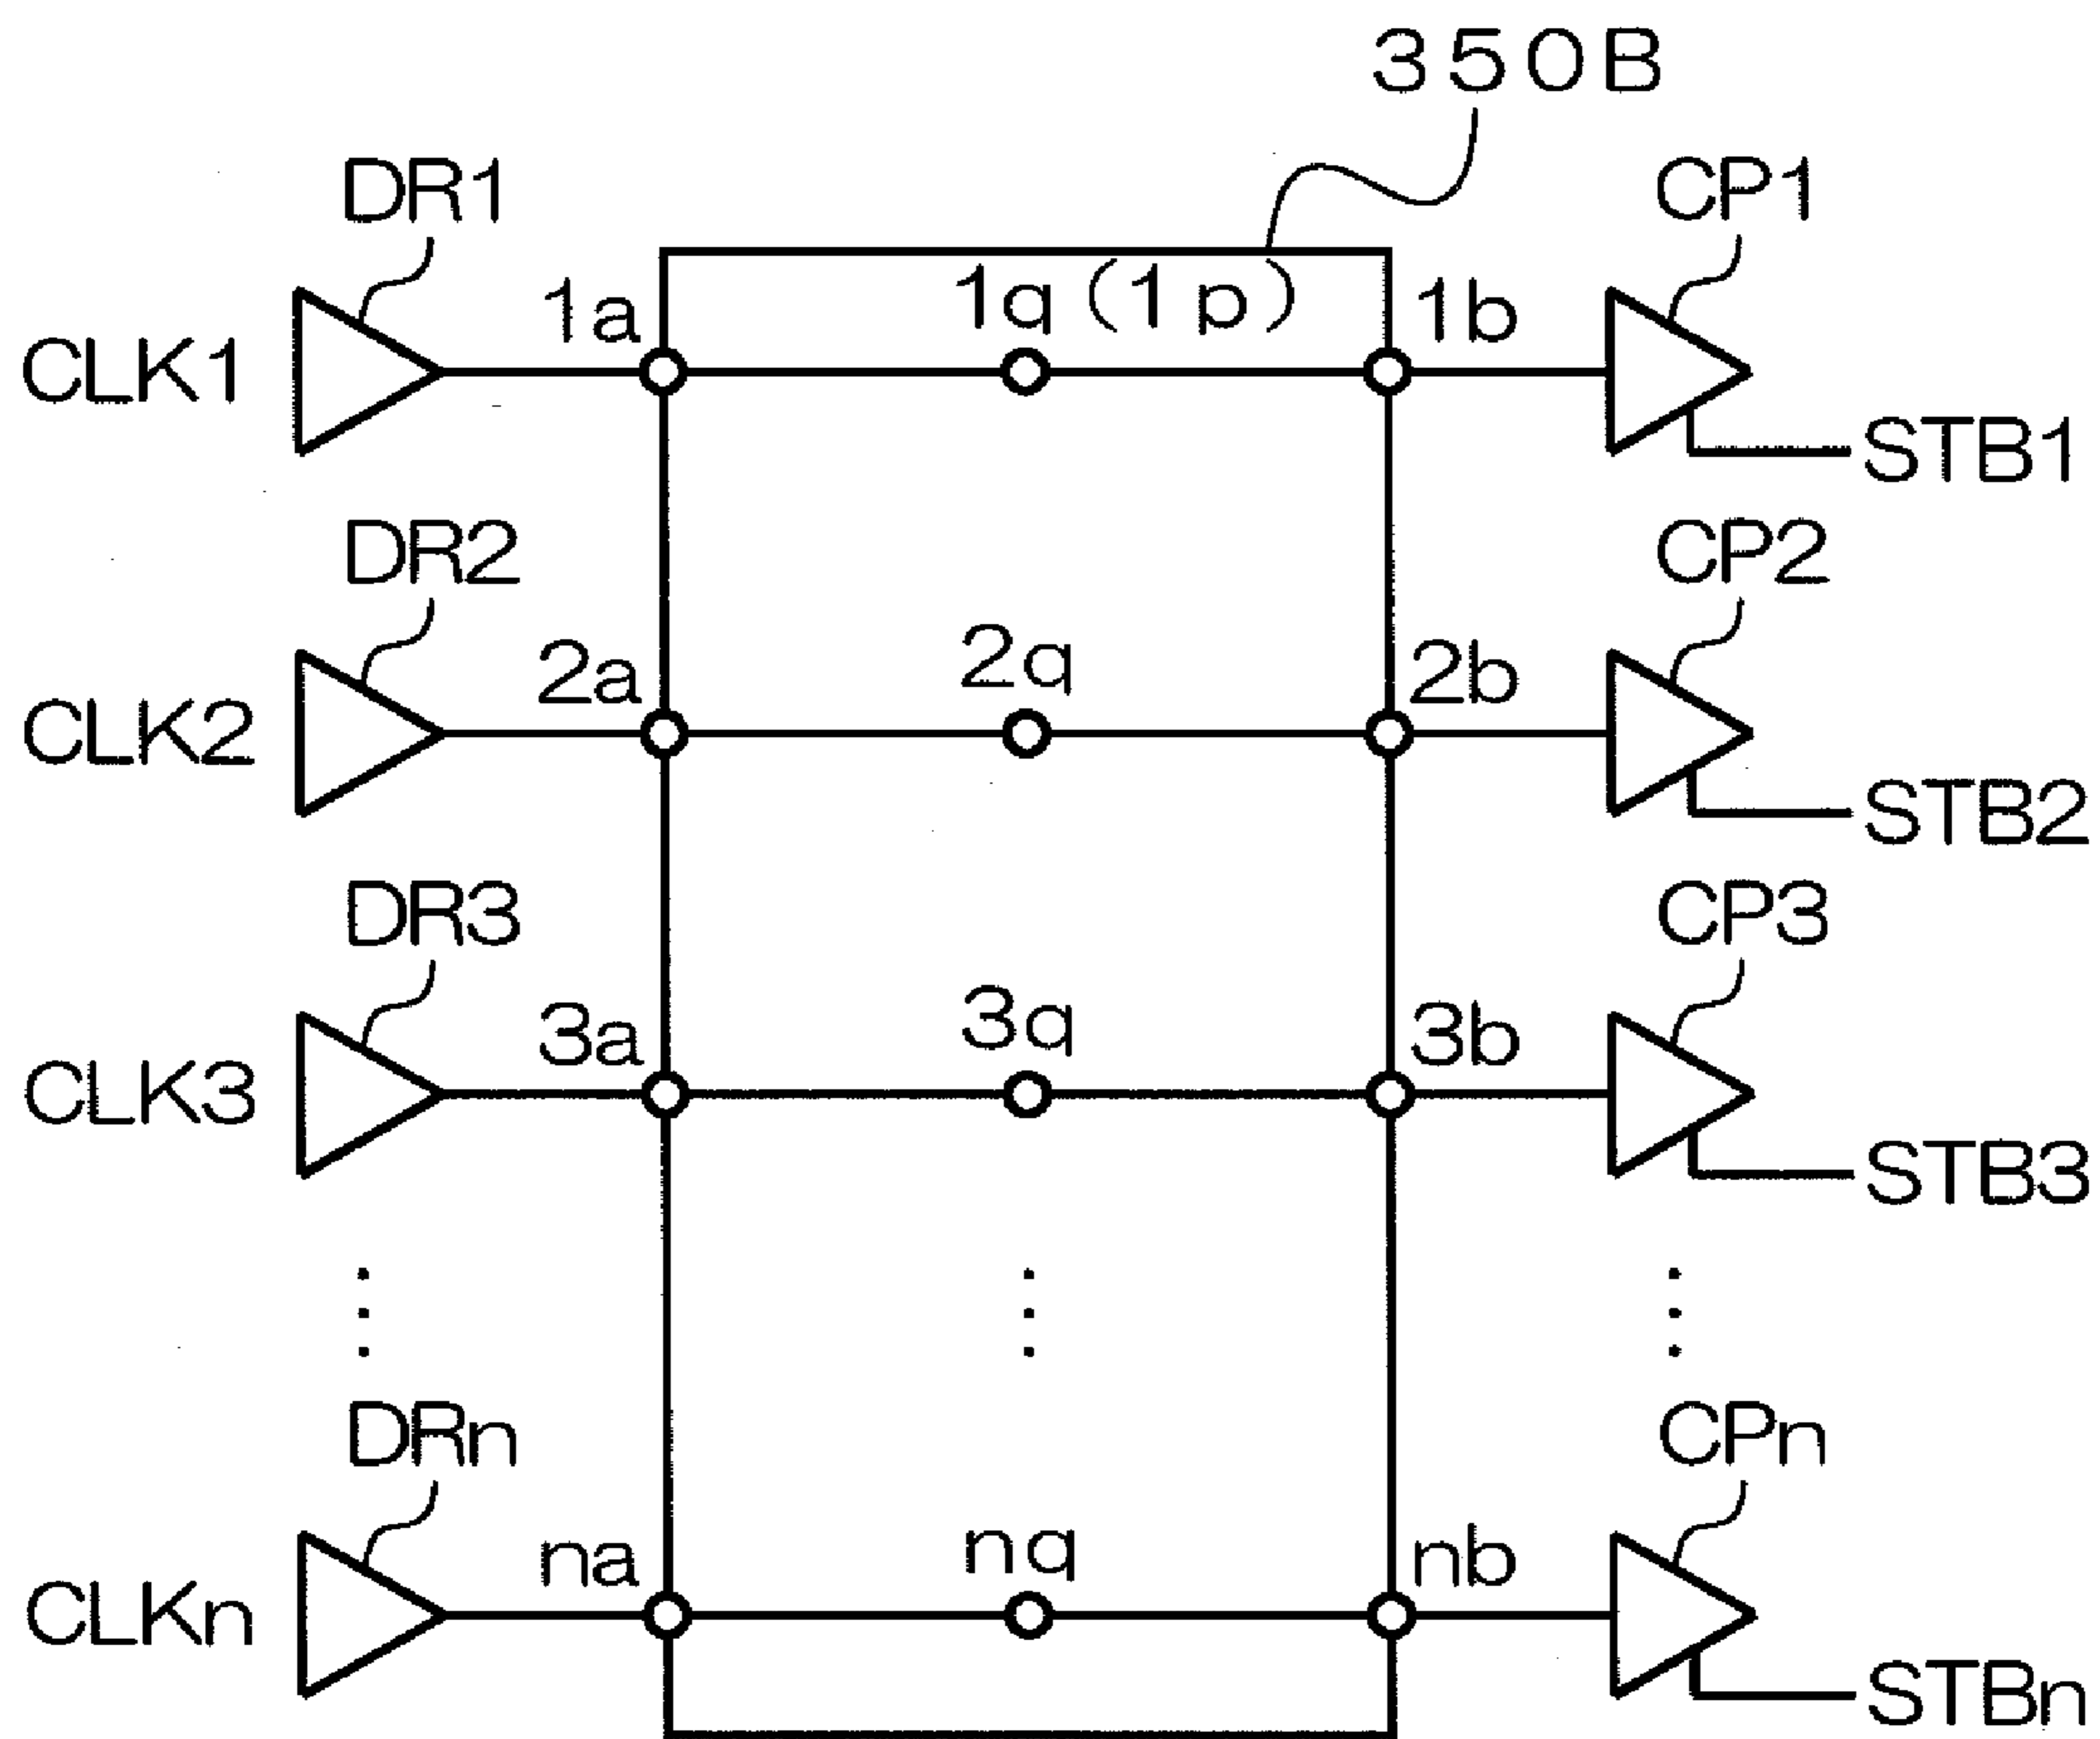 350B
DR1
CP1
1a
1q (1p)
1b
CLK1
STB1
DR2
CP2
2a
2q
2b
CLK2
STB2
DR3
CP3
3a
3q
3b
CLK3
STB3
DRn
CPn
na
nq
nb
CLKn
STBn